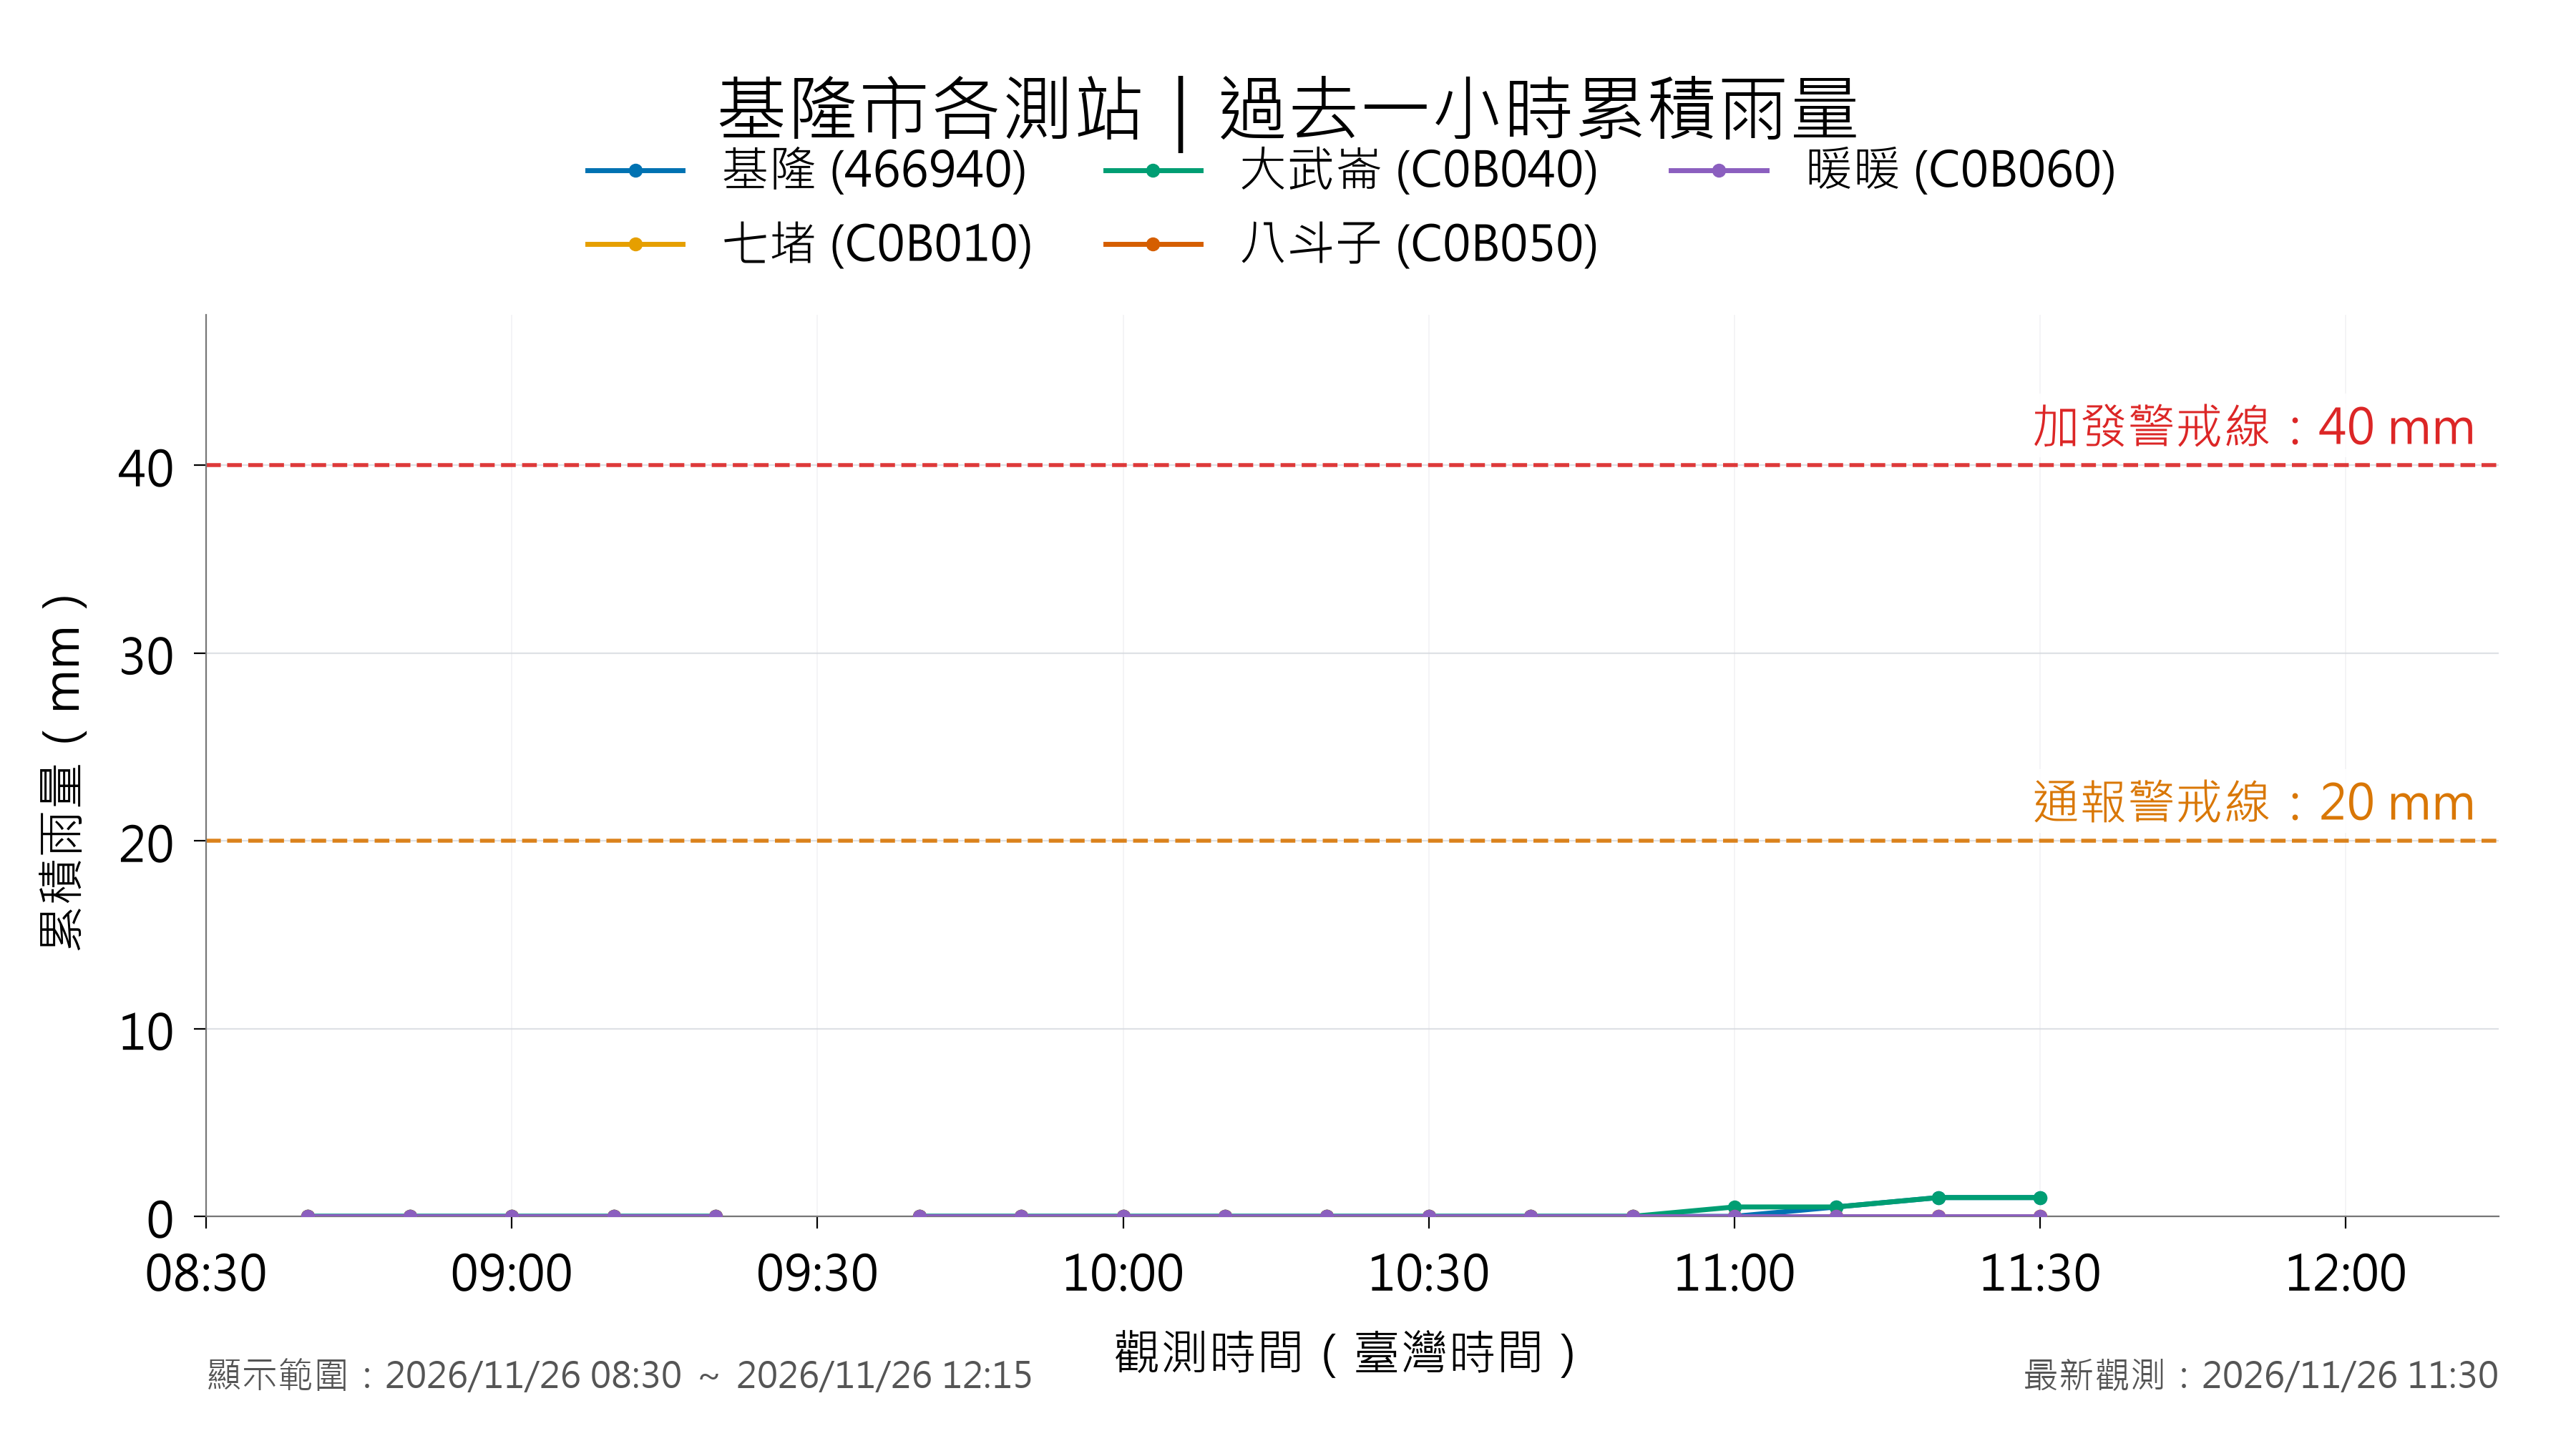 基隆市各測站｜過去一小時累積雨量
基隆 (466940) 大武崙 (C0B040) 暖暖 (C0B060)
七堵 (C0B010) 八斗子 (C0B050)
加發警戒線：40 mm
通報警戒線：20 mm
累積雨量（mm）
40
30
20
10
0
08:30 09:00 09:30 10:00 10:30 11:00 11:30 12:00
觀測時間（臺灣時間）
顯示範圍：2026/11/26 08:30 ~ 2026/11/26 12:15
最新觀測：2026/11/26 11:30